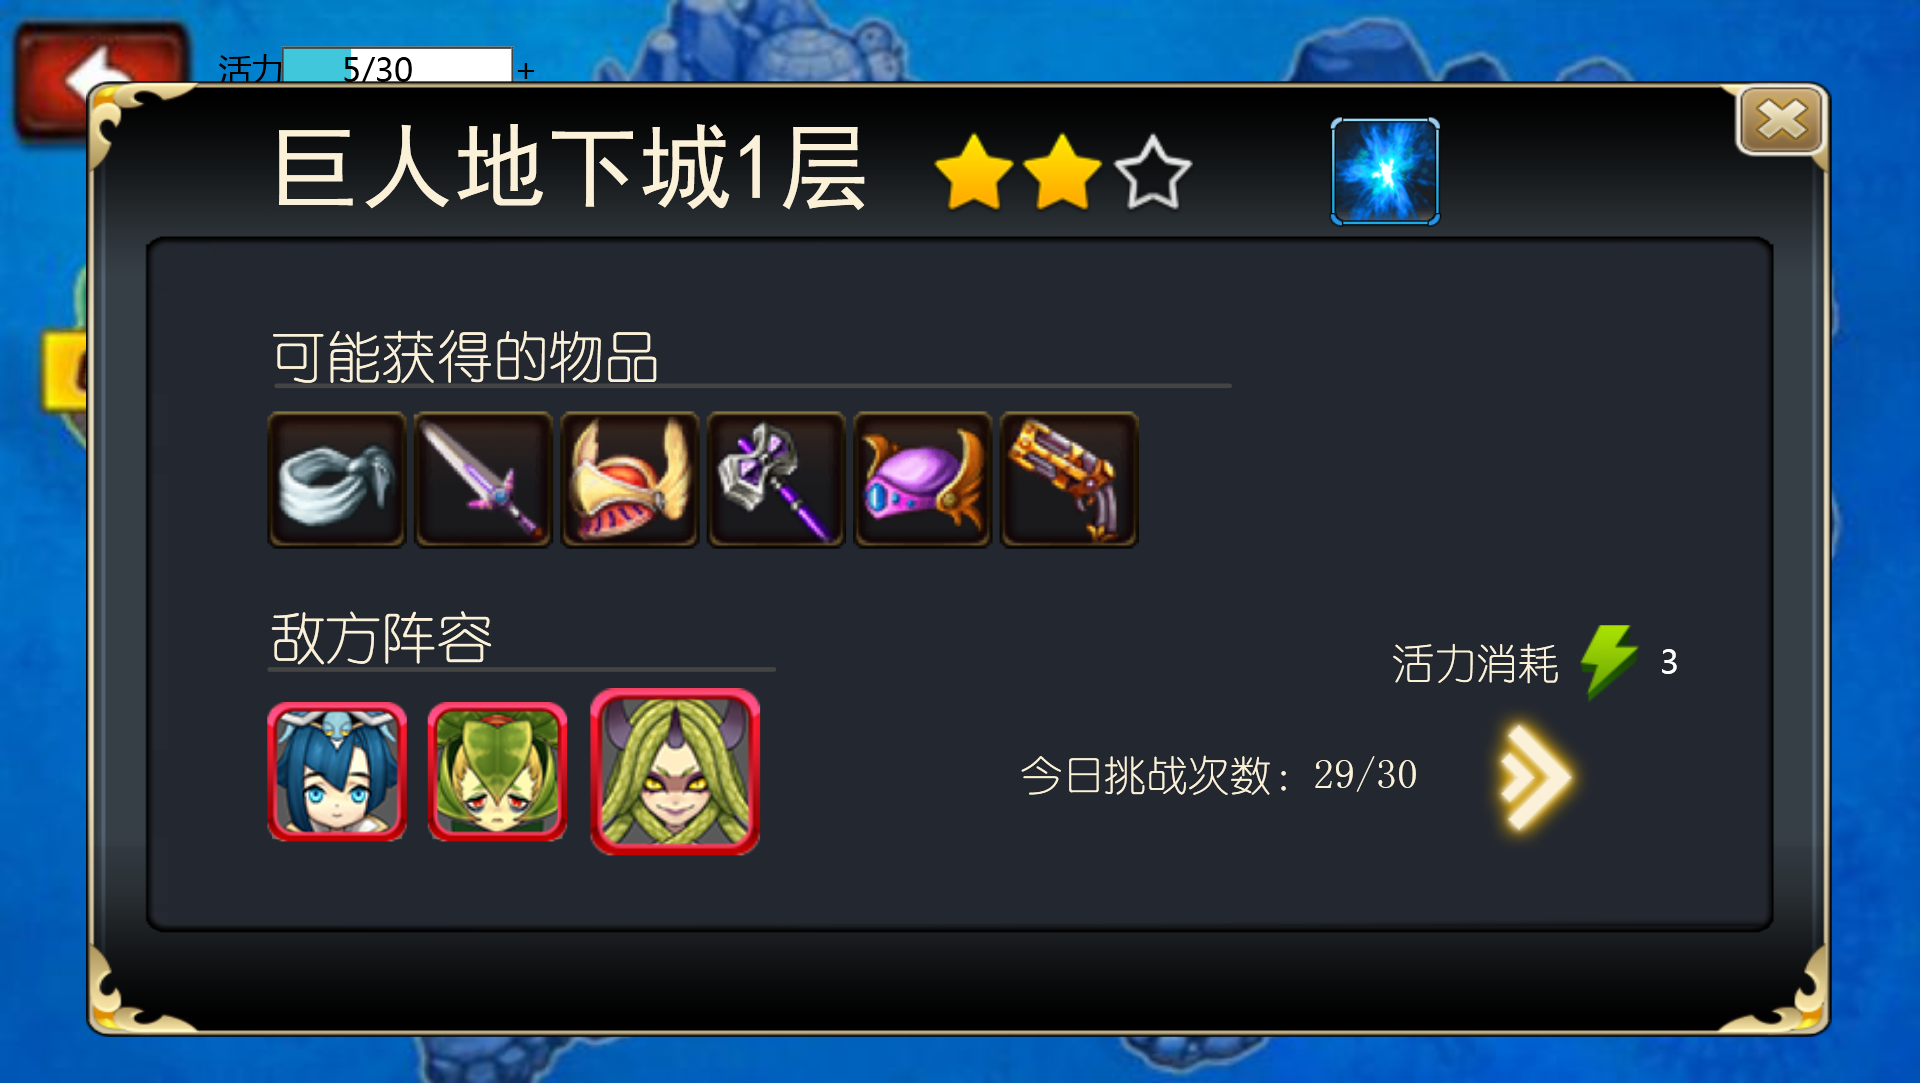 活力 5/30 +
巨人地下城1层
可能获得的物品
敌方阵容
活力消耗 3
今日挑战次数：29/30